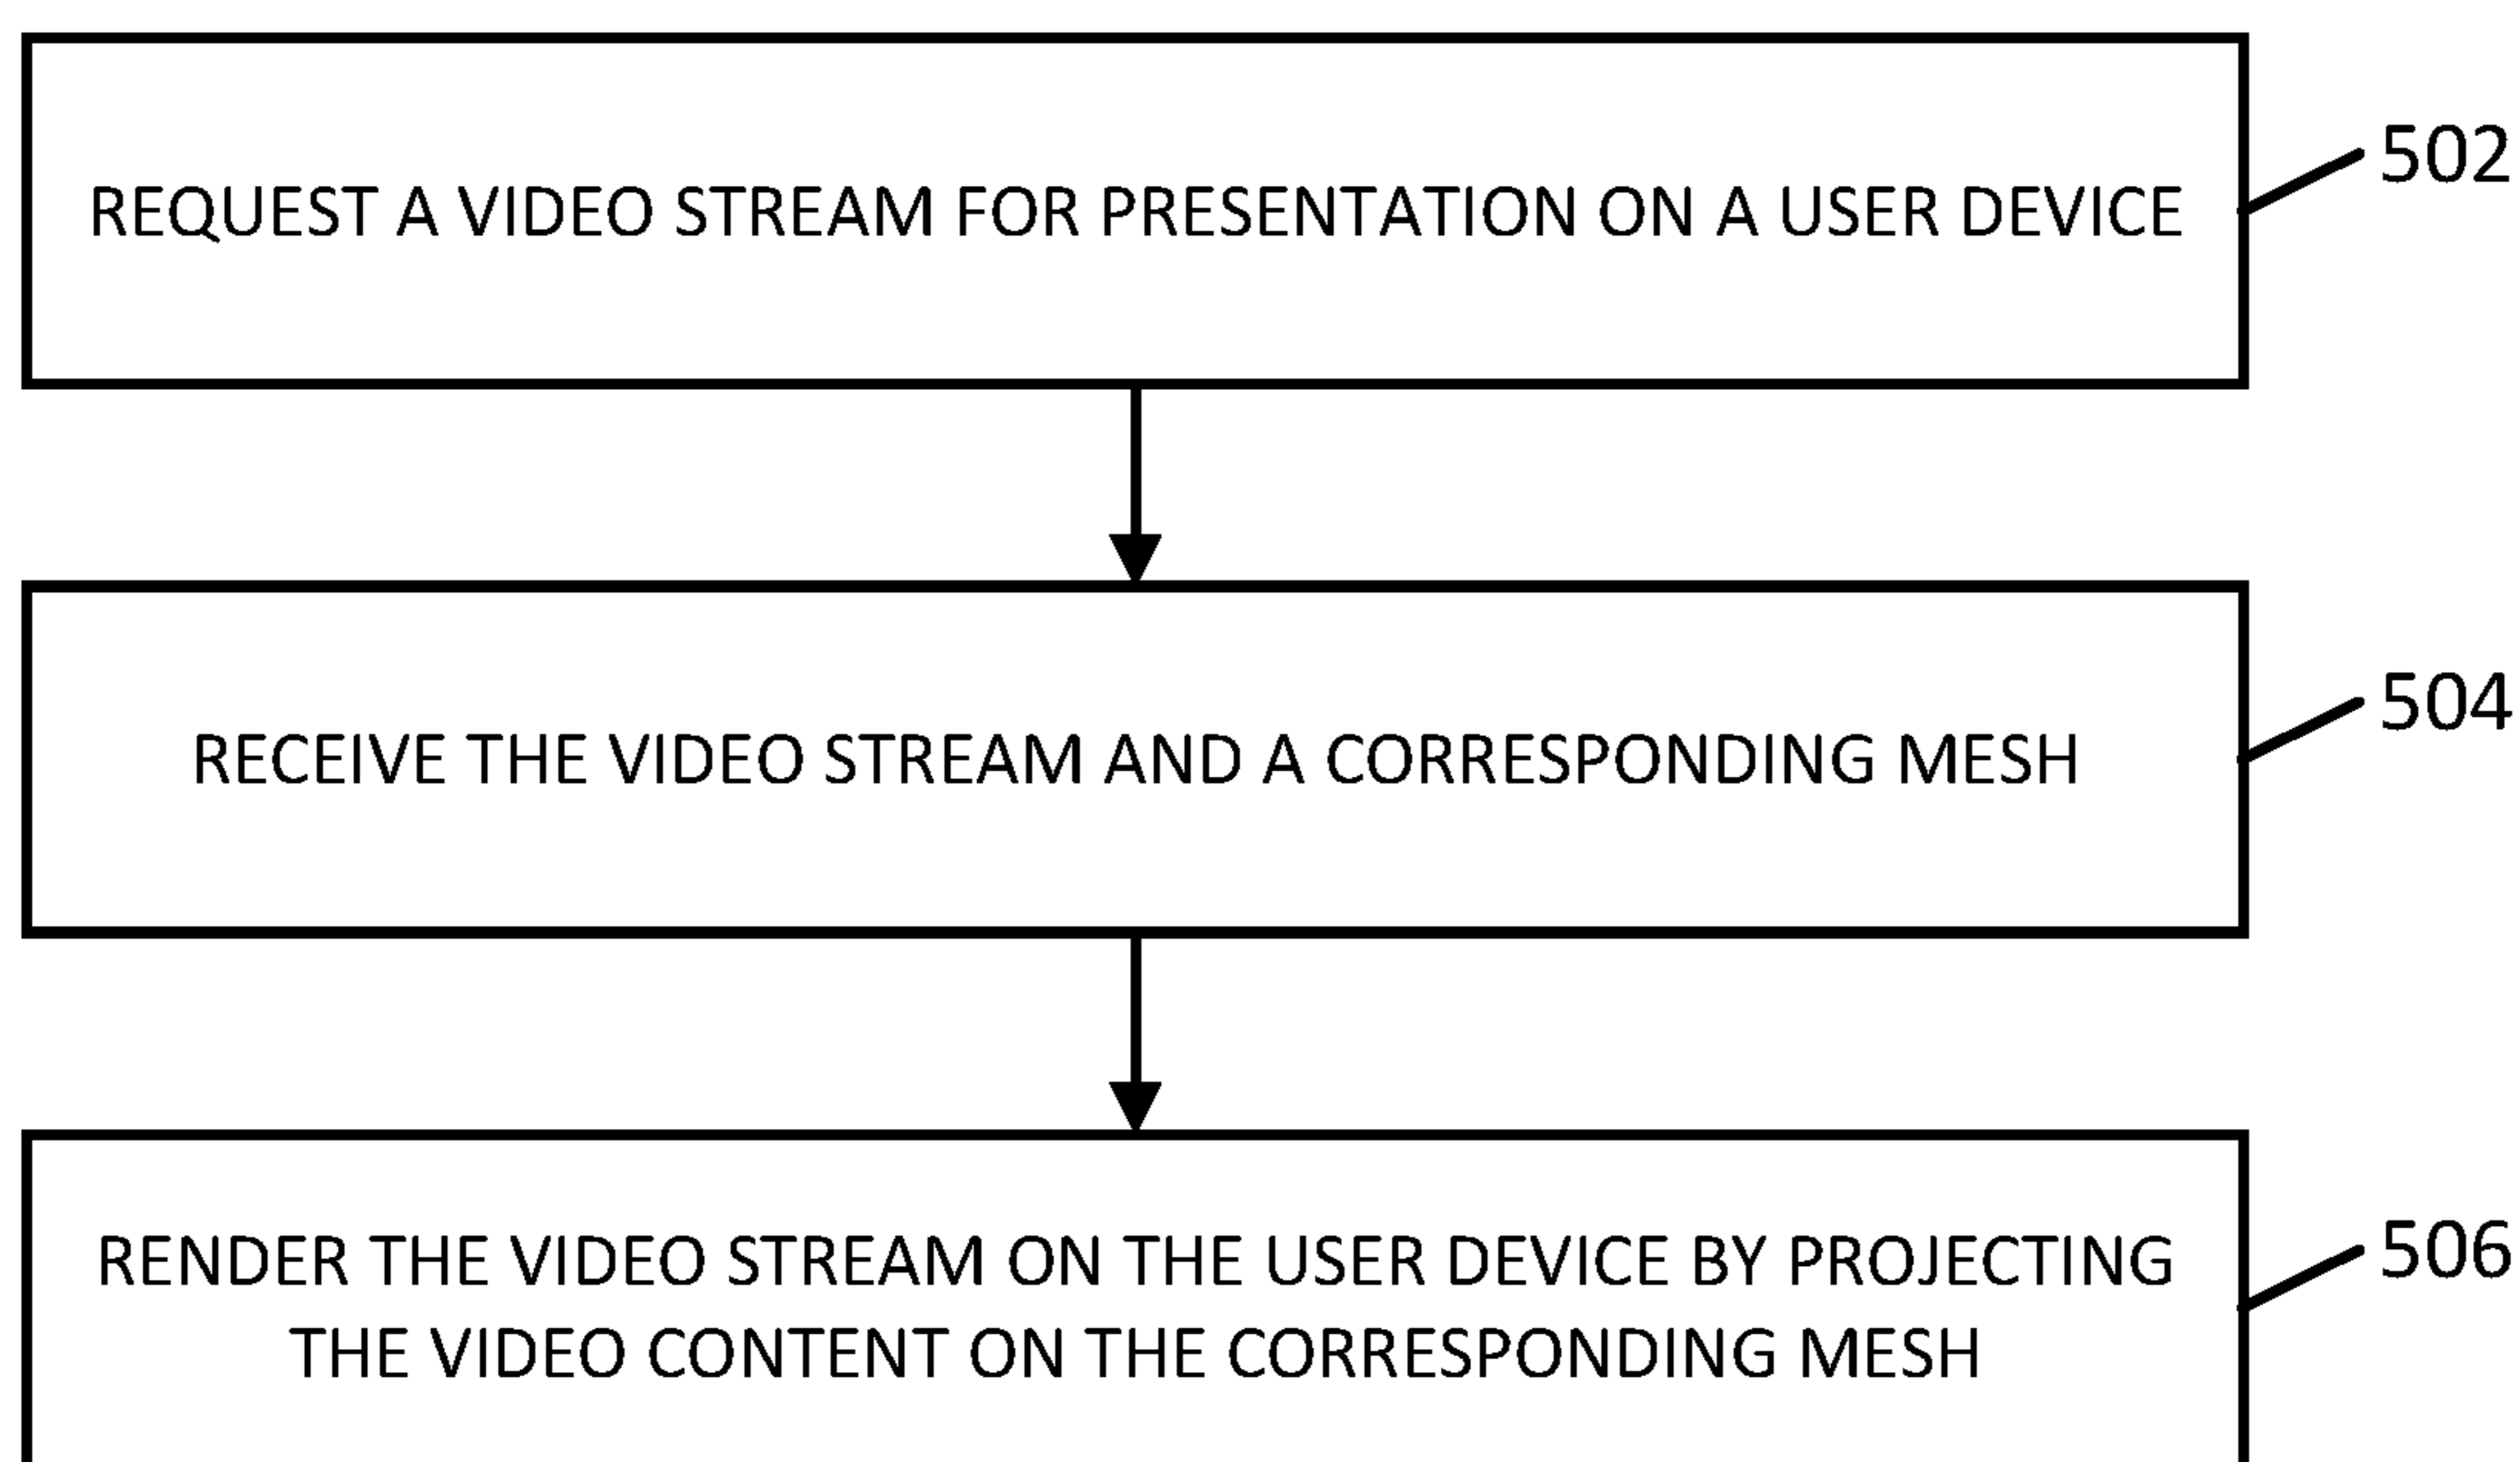 REQUEST A VIDEO STREAM FOR PRESENTATION ON A USER DEVICE
502
RECEIVE THE VIDEO STREAM AND A CORRESPONDING MESH
504
RENDER THE VIDEO STREAM ON THE USER DEVICE BY PROJECTING
THE VIDEO CONTENT ON THE CORRESPONDING MESH
506